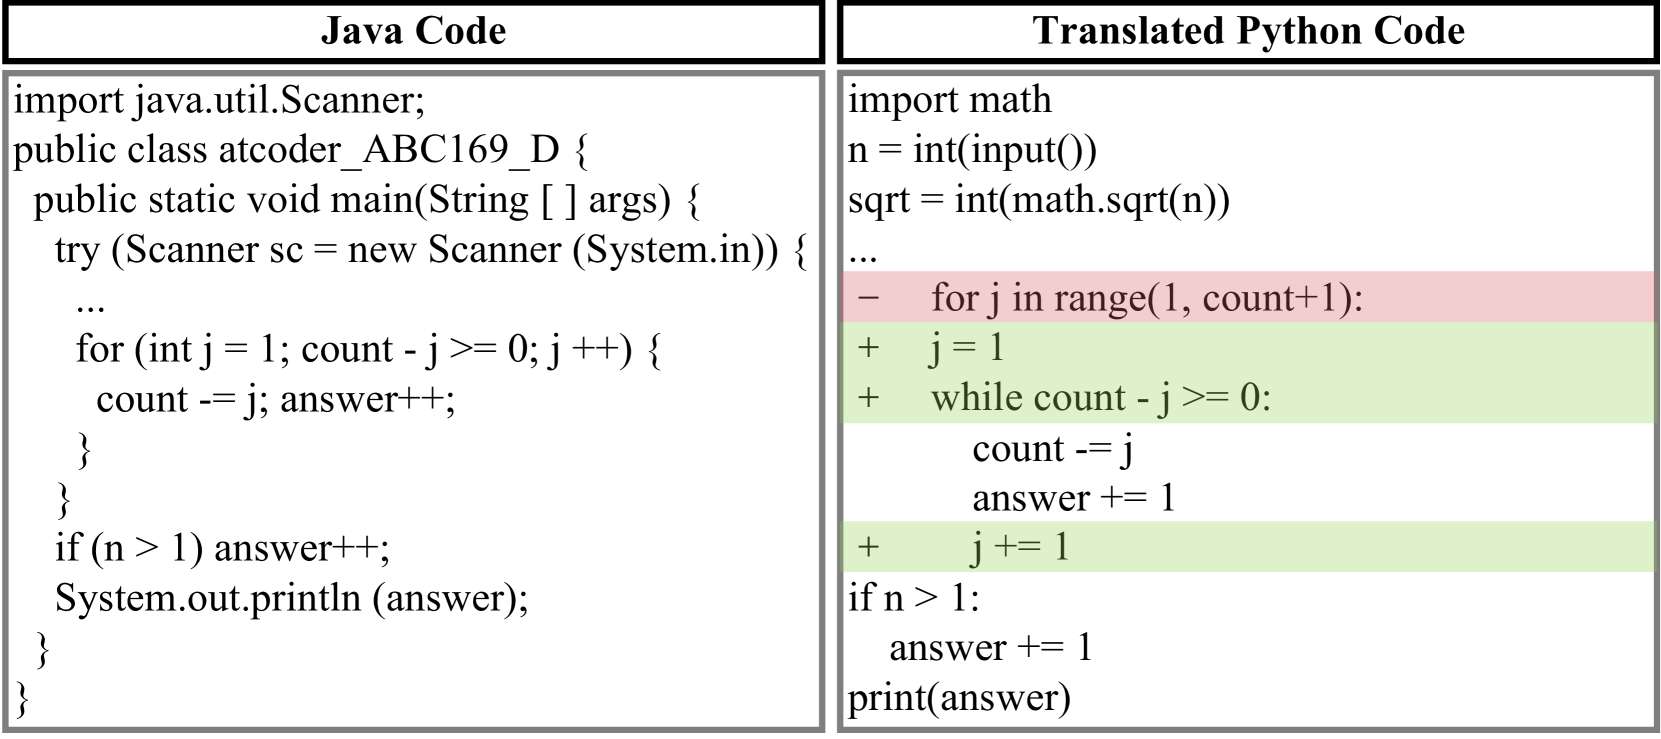 Java Code
import java.util.Scanner;
public class atcoder_ABC169_D {
public static void main(String [ ] args) {
try (Scanner sc = new Scanner (System.in)) {
...
for (int j = 1; count - j >= 0; j ++) {
count -= j; answer++;
}
}
if (n > 1) answer++;
System.out.println (answer);
}
}
Translated Python Code
import math
n = int(input())
sqrt = int(math.sqrt(n))
...
− for j in range(1, count+1):
+ j = 1
+ while count - j >= 0:
count -= j
answer += 1
+ j += 1
if n > 1:
answer += 1
print(answer)